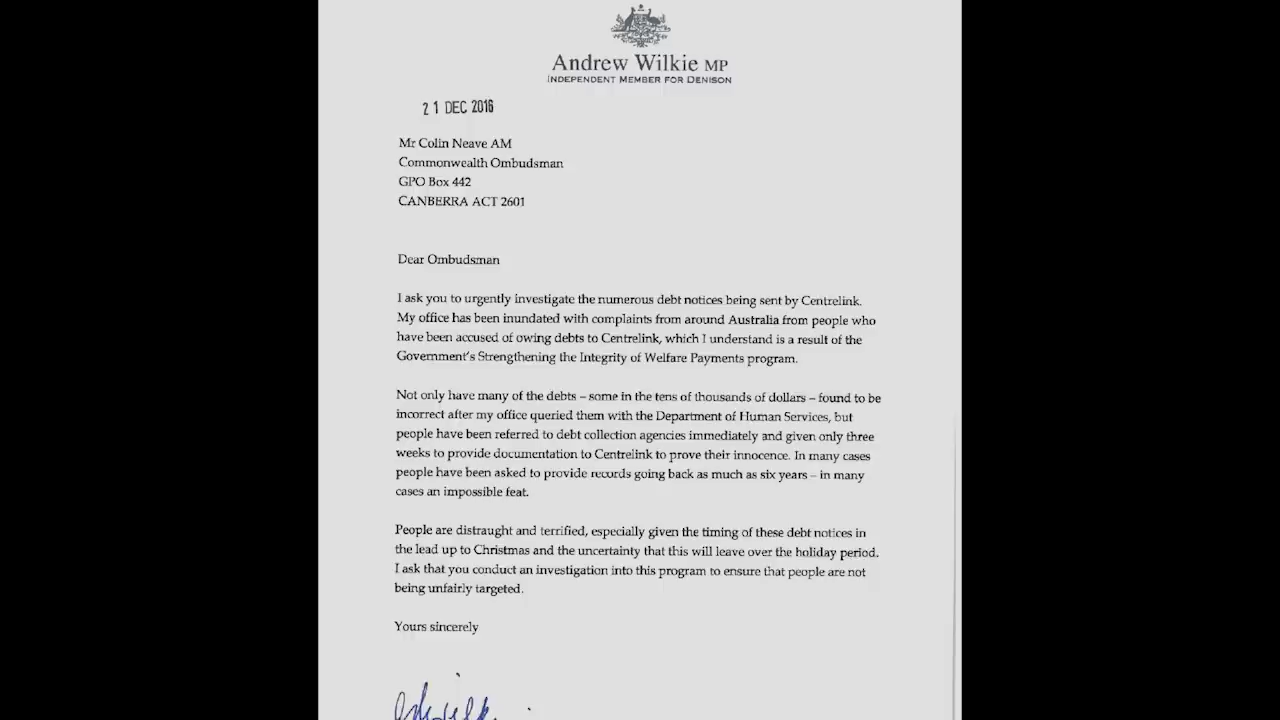 Andrew Wilkie MP
INDEPENDENT MEMBER FOR DENISON
21 DEC 2016
Mr Colin Neave AM
Commonwealth Ombudsman
GPO Box 442
CANBERRA ACT 2601
Dear Ombudsman
I ask you to urgently investigate the numerous debt notices being sent by Centrelink.
My office has been inundated with complaints from around Australia from people who
have been accused of owing debts to Centrelink, which I understand is a result of the
Government's Strengthening the Integrity of Welfare Payments program.
Not only have many of the debts – some in the tens of thousands of dollars – found to be
incorrect after my office queried them with the Department of Human Services, but
people have been referred to debt collection agencies immediately and given only three
weeks to provide documentation to Centrelink to prove their innocence. In many cases
people have been asked to provide records going back as much as six years – in many
cases an impossible feat.
People are distraught and terrified, especially given the timing of these debt notices in
the lead up to Christmas and the uncertainty that this will leave over the holiday period.
I ask that you conduct an investigation into this program to ensure that people are not
being unfairly targeted.
Yours sincerely